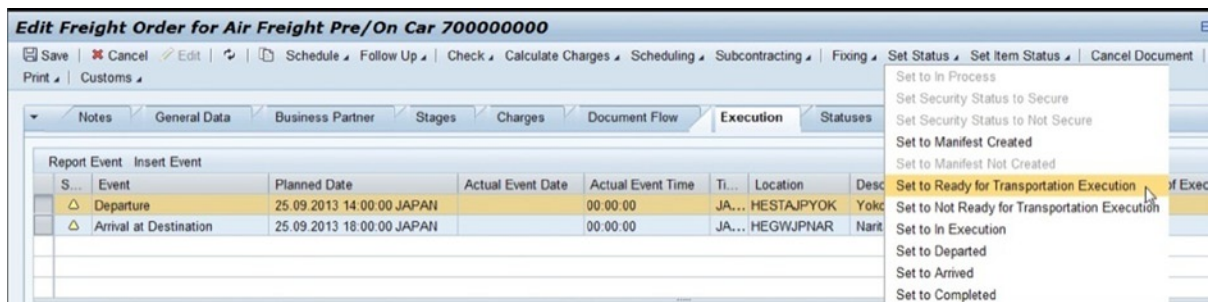 Edit Freight Order for Air Freight Pre/On Car 700000000
Save Cancel Edit Schedule Follow Up Check Calculate Charges Scheduling Subcontracting Fixing Set Status Set Item Status Cancel Document
Print Customs
Set to In Process
Set Security Status to Secure
Set Security Status to Not Secure
Set to Manifest Created
Set to Manifest Not Created
Set to Ready for Transportation Execution
Set to Not Ready for Transportation Execution
Set to In Execution
Set to Departed
Set to Arrived
Set to Completed
Notes General Data Business Partner Stages Charges Document Flow Execution Statuses
Report Event Insert Event
S... Event Planned Date Actual Event Date Actual Event Time Ti... Location Desc of Exec
Departure 25.09.2013 14:00:00 JAPAN 00:00:00 JA... HESTAJPYOK Yoko
Arrival at Destination 25.09.2013 18:00:00 JAPAN 00:00:00 JA... HEGWJPNAR Narit